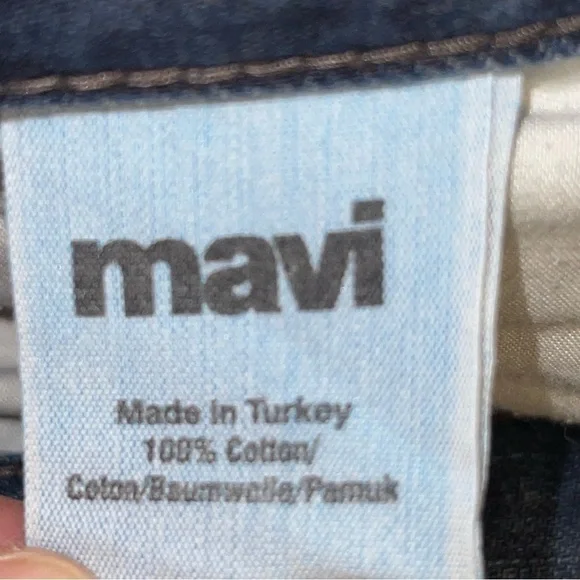 mavi
Made in Turkey
100% Cotton/
Coton/Baumwolle/Pamuk